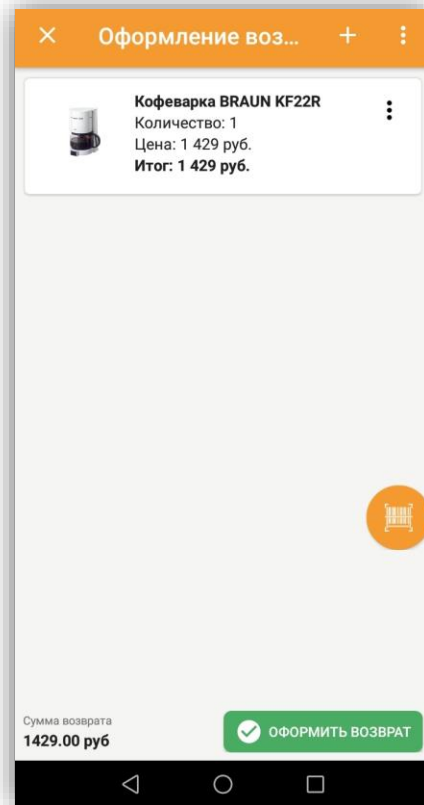 Оформление воз...
Кофеварка BRAUN KF22R
Количество: 1
Цена: 1 429 руб.
Итог: 1 429 руб.
Сумма возврата
1429.00 руб
ОФОРМИТЬ ВОЗВРАТ